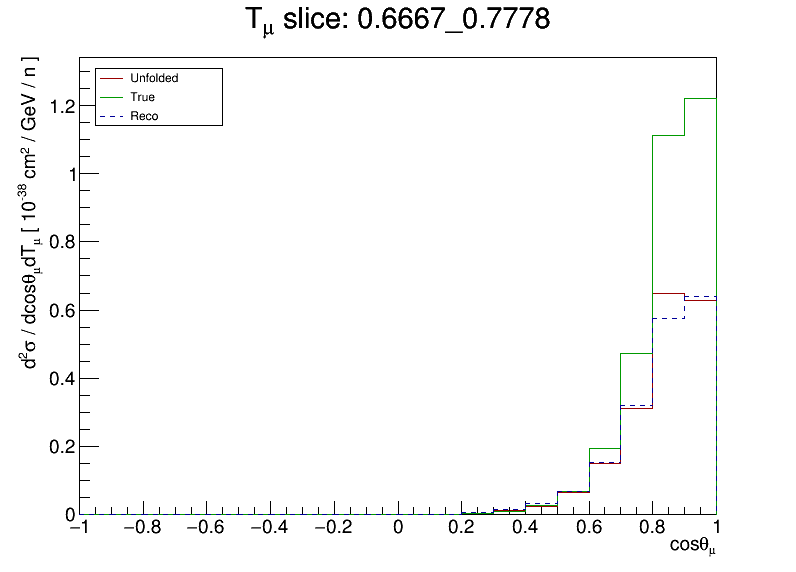 Tμ slice: 0.6667_0.7778
d²σ / dcosθμdTμ [ 10⁻³⁸ cm² / GeV / n ]
Unfolded
True
Reco
1.2
1
0.8
0.6
0.4
0.2
0
−1 −0.8 −0.6 −0.4 −0.2 0 0.2 0.4 0.6 0.8 1
cosθμ